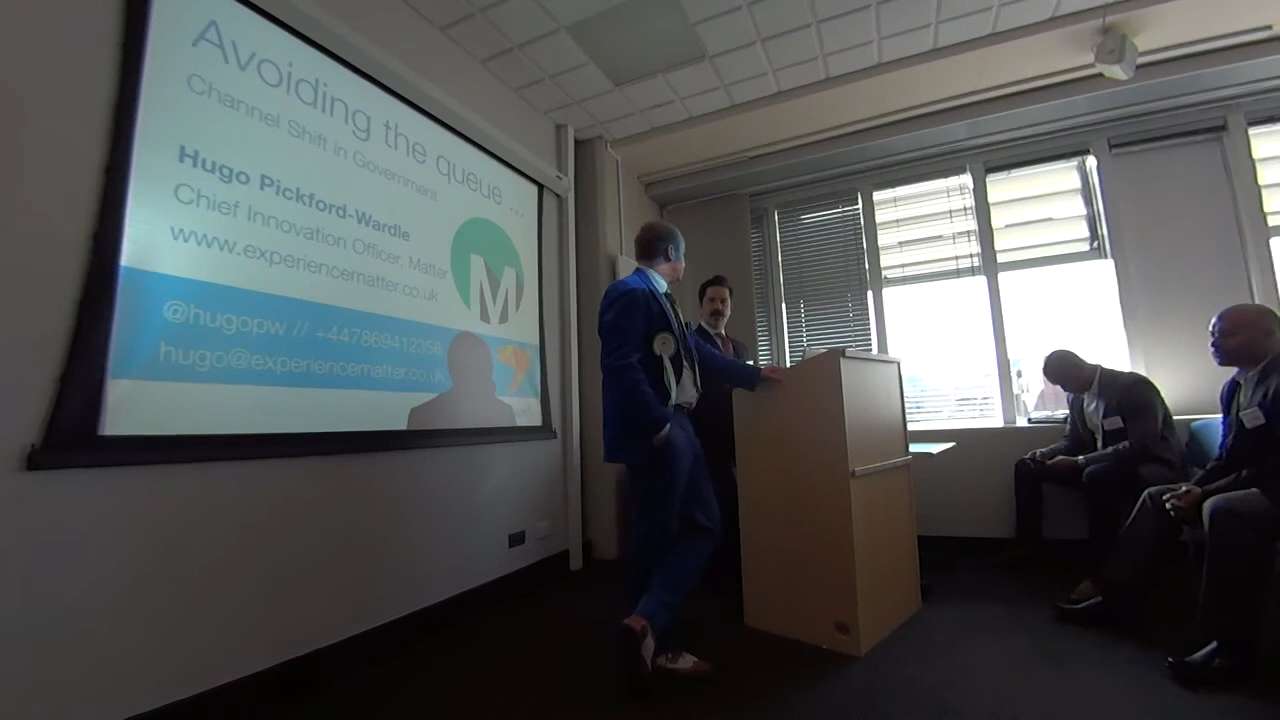 Avoiding the queue ...
Channel Shift in Government
Hugo Pickford-Wardle
Chief Innovation Officer, Matter
www.experiencematter.co.uk
M
@hugopw // +447869412356
hugo@experiencematter.co.uk